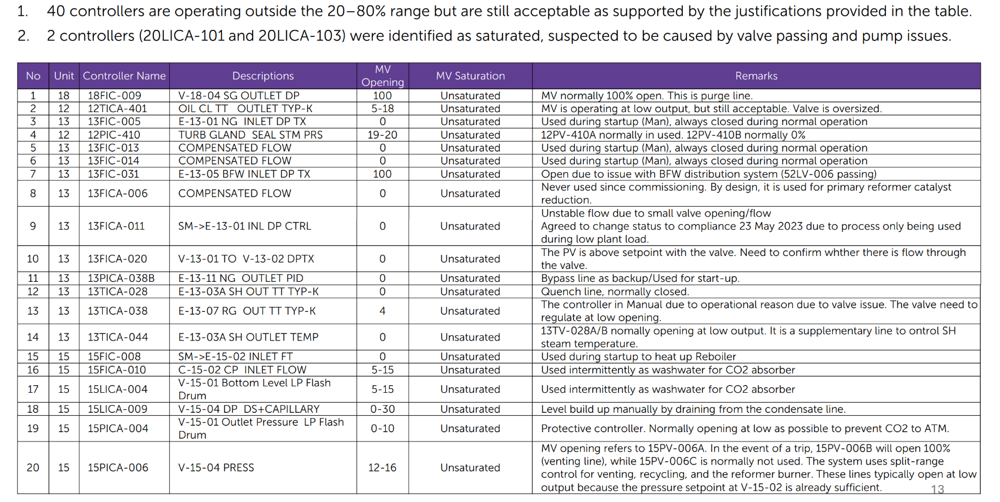 1. 40 controllers are operating outside the 20–80% range but are still acceptable as supported by the justifications provided in the table.
2. 2 controllers (20LICA-101 and 20LICA-103) were identified as saturated, suspected to be caused by valve passing and pump issues.
No Unit Controller Name Descriptions MV Opening MV Saturation Remarks
1 18 18FIC-009 V-18-04 SG OUTLET DP 100 Unsaturated MV normally 100% open. This is purge line.
2 12 12TICA-401 OIL CL TT OUTLET TYP-K 5-18 Unsaturated MV is operating at low output, but still acceptable. Valve is oversized.
3 13 13FIC-005 E-13-01 NG INLET DP TX 0 Unsaturated Used during startup (Man), always closed during normal operation
4 12 12PIC-410 TURB GLAND SEAL STM PRS 19-20 Unsaturated 12PV-410A normally in used. 12PV-410B normally 0%
5 13 13FIC-013 COMPENSATED FLOW 0 Unsaturated Used during startup (Man), always closed during normal operation
6 13 13FIC-014 COMPENSATED FLOW 0 Unsaturated Used during startup (Man), always closed during normal operation
7 13 13FIC-031 E-13-05 BFW INLET DP TX 100 Unsaturated Open due to issue with BFW distribution system (52LV-006 passing)
8 13 13FICA-006 COMPENSATED FLOW 0 Unsaturated Never used since commissioning. By design, it is used for primary reformer catalyst
reduction.
9 13 13FICA-011 SM->E-13-01 INL DP CTRL 0 Unsaturated Unstable flow due to small valve opening/flow
Agreed to change status to compliance 23 May 2023 due to process only being used
during low plant load.
10 13 13FICA-020 V-13-01 TO V-13-02 DPTX 0 Unsaturated The PV is above setpoint with the valve. Need to confirm whther there is flow through
the valve.
11 13 13PICA-038B E-13-11 NG OUTLET PID 0 Unsaturated Bypass line as backup/Used for start-up.
12 13 13TICA-028 E-13-03A SH OUT TT TYP-K 0 Unsaturated Quench line, normally closed.
13 13 13TICA-038 E-13-07 RG OUT TT TYP-K 4 Unsaturated The controller in Manual due to operational reason due to valve issue. The valve need to
regulate at low opening.
14 13 13TICA-044 E-13-03A SH OUTLET TEMP 0 Unsaturated 13TV-028A/B nomally opening at low output. It is a supplementary line to ontrol SH
steam temperature.
15 15 15FIC-008 SM->E-15-02 INLET FT 0 Unsaturated Used during startup to heat up Reboiler
16 15 15FICA-010 C-15-02 CP INLET FLOW 5-15 Unsaturated Used intermittently as washwater for CO2 absorber
17 15 15LICA-004 V-15-01 Bottom Level LP Flash
Drum 5-15 Unsaturated Used intermittently as washwater for CO2 absorber
18 15 15LICA-009 V-15-04 DP DS+CAPILLARY 0-30 Unsaturated Level build up manually by draining from the condensate line.
19 15 15PICA-004 V-15-01 Outlet Pressure LP Flash
Drum 0-10 Unsaturated Protective controller. Normally opening at low as possible to prevent CO2 to ATM.
20 15 15PICA-006 V-15-04 PRESS 12-16 Unsaturated MV opening refers to 15PV-006A. In the event of a trip, 15PV-006B will open 100%
(venting line), while 15PV-006C is normally not used. The system uses split-range
control for venting, recycling, and the reformer burner. These lines typically open at low
output because the pressure setpoint at V-15-02 is already sufficient.
13